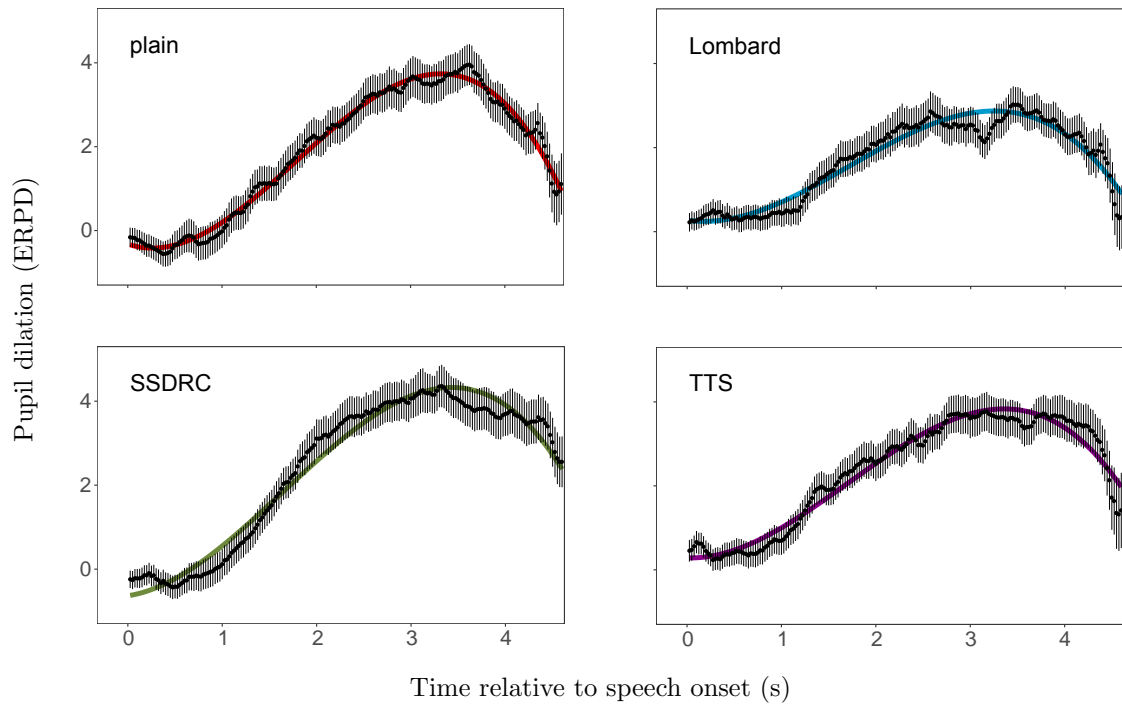 plain
Lombard
4
2
0
SSDRC
TTS
4
2
0
0 1 2 3 4
0 1 2 3 4
Pupil dilation (ERPD)
Time relative to speech onset (s)